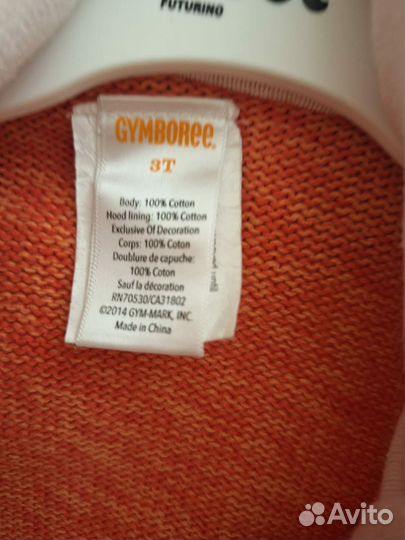 FUTURINO
GYMBOREE
3T
Body: 100% Cotton
Hood lining: 100% Cotton
Exclusive Of Decoration
Corps: 100% Coton
Doublure de capuche:
100% Coton
Sauf la décoration
RN70530/CA31802
©2014 GYM-MARK, INC.
Made in China
Avito